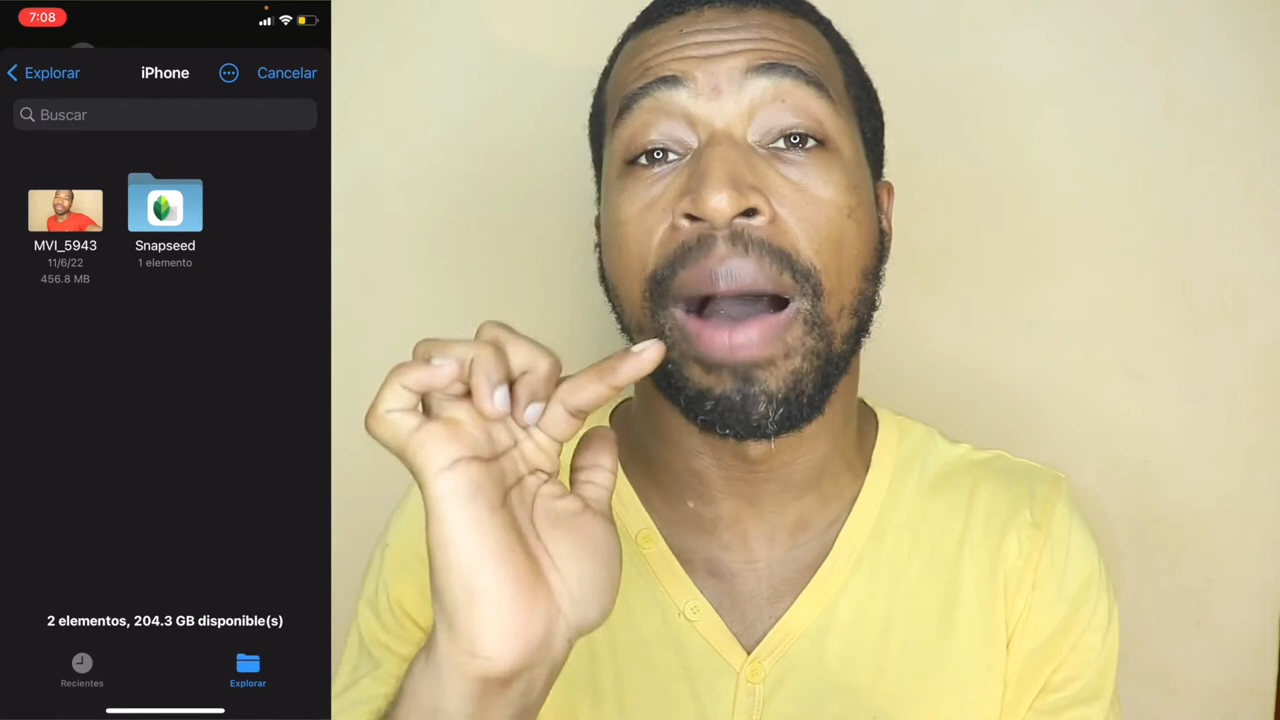 7:08
Explorar
iPhone
Cancelar
Buscar
MVI_5943
11/6/22
456.8 MB
Snapseed
1 elemento
2 elementos, 204.3 GB disponible(s)
Recientes
Explorar